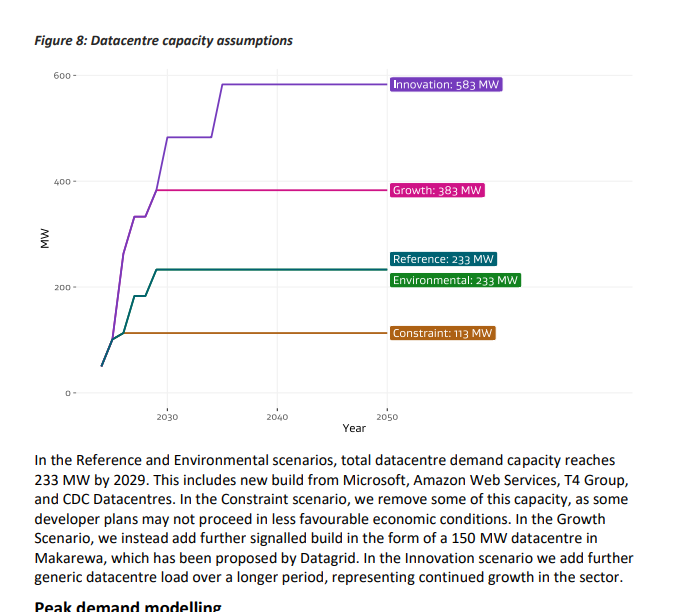 Figure 8: Datacentre capacity assumptions
600
Innovation: 583 MW
400
Growth: 383 MW
MW
Reference: 233 MW
Environmental: 233 MW
200
Constraint: 113 MW
0
2030 2040 2050
Year
In the Reference and Environmental scenarios, total datacentre demand capacity reaches
233 MW by 2029. This includes new build from Microsoft, Amazon Web Services, T4 Group,
and CDC Datacentres. In the Constraint scenario, we remove some of this capacity, as some
developer plans may not proceed in less favourable economic conditions. In the Growth
Scenario, we instead add further signalled build in the form of a 150 MW datacentre in
Makarewa, which has been proposed by Datagrid. In the Innovation scenario we add further
generic datacentre load over a longer period, representing continued growth in the sector.
Peak demand modelling